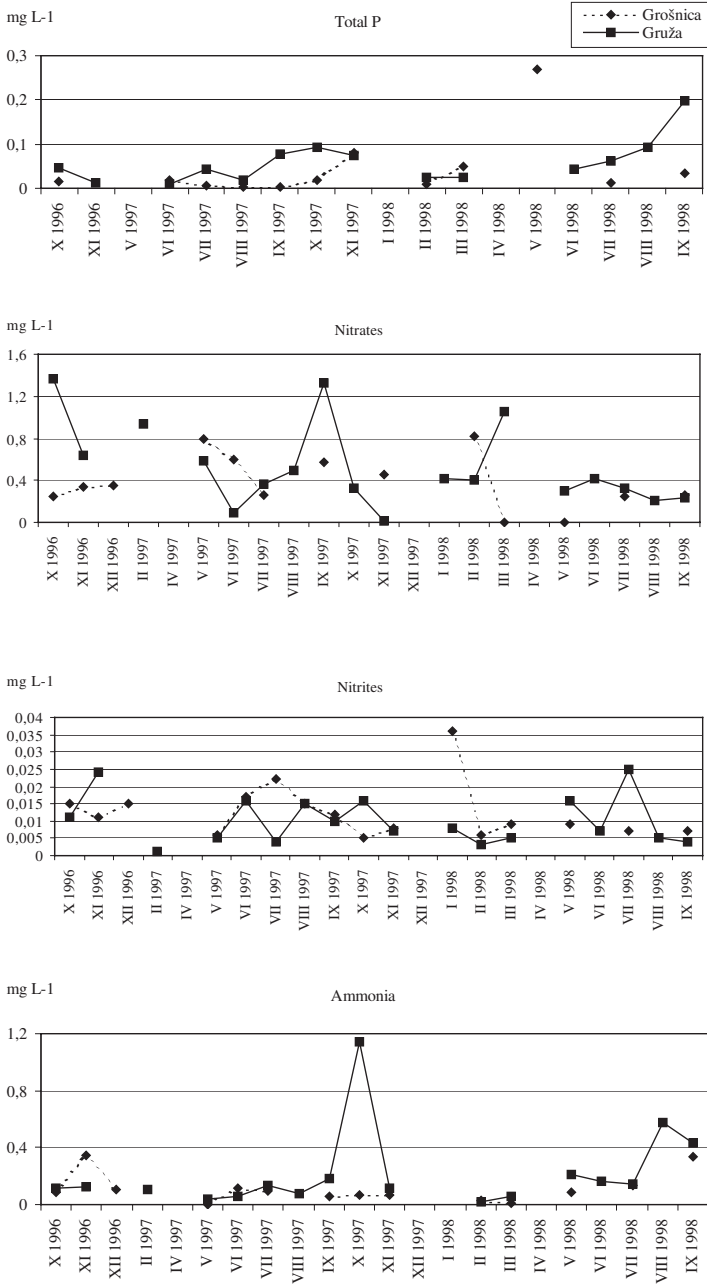 mg L-1
Total P
Grošnica
Gruža
0,3
0,2
0,1
0
X 1996
XI 1996
V 1997
VI 1997
VII 1997
VIII 1997
IX 1997
X 1997
XI 1997
I 1998
II 1998
III 1998
IV 1998
V 1998
VI 1998
VII 1998
VIII 1998
IX 1998
mg L-1
Nitrates
1,6
1,2
0,8
0,4
0
X 1996
XI 1996
XII 1996
II 1997
IV 1997
V 1997
VI 1997
VII 1997
VIII 1997
IX 1997
X 1997
XI 1997
XII 1997
I 1998
II 1998
III 1998
IV 1998
V 1998
VI 1998
VII 1998
VIII 1998
IX 1998
mg L-1
Nitrites
0,04
0,035
0,03
0,025
0,02
0,015
0,01
0,005
0
X 1996
XI 1996
XII 1996
II 1997
IV 1997
V 1997
VI 1997
VII 1997
VIII 1997
IX 1997
X 1997
XI 1997
XII 1997
I 1998
II 1998
III 1998
IV 1998
V 1998
VI 1998
VII 1998
VIII 1998
IX 1998
mg L-1
Ammonia
1,2
0,8
0,4
0
X 1996
XI 1996
XII 1996
II 1997
IV 1997
V 1997
VI 1997
VII 1997
VIII 1997
IX 1997
X 1997
XI 1997
XII 1997
I 1998
II 1998
III 1998
IV 1998
V 1998
VI 1998
VII 1998
VIII 1998
IX 1998